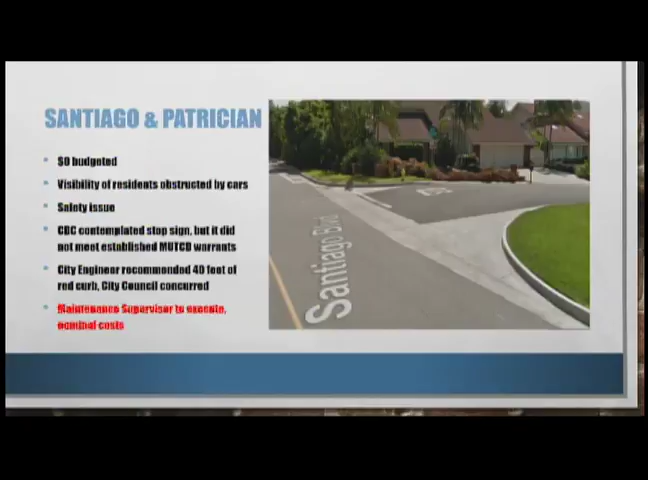 SANTIAGO & PATRICIAN
$0 budgeted
Visibility of residents obstructed by cars
Safety issue
CDC contemplated stop sign, but it did
not meet established MUTCD warrants
City Engineer recommended 40 feet of
red curb, City Council concurred
Maintenance Supervisor to execute,
nominal costs
Santiago Blvd